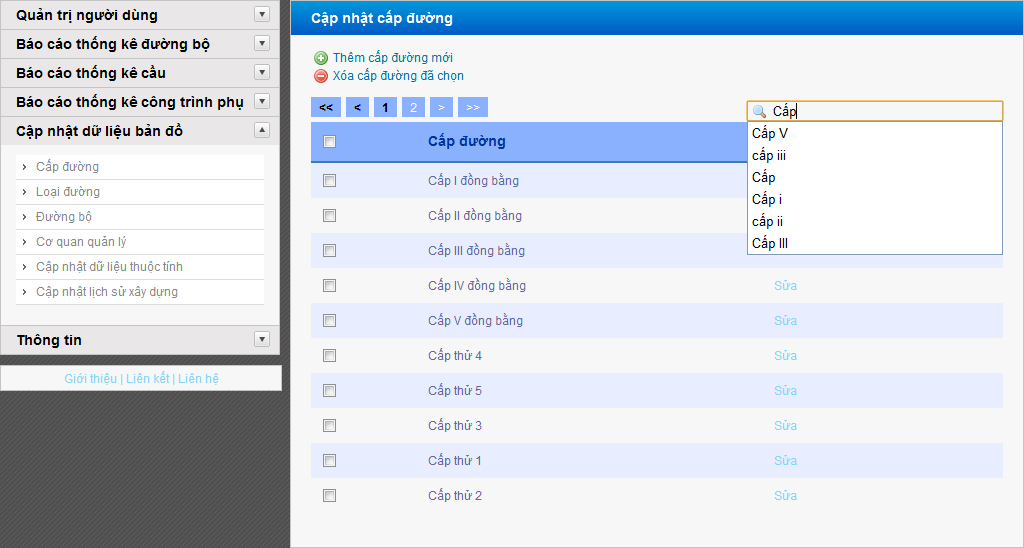 Quản trị người dùng
Báo cáo thống kê đường bộ
Báo cáo thống kê cầu
Báo cáo thống kê công trình phụ
Cập nhật dữ liệu bản đồ
Cấp đường
Loại đường
Đường bộ
Cơ quan quản lý
Cập nhật dữ liệu thuộc tính
Cập nhật lịch sử xây dựng
Thông tin
Giới thiệu | Liên kết | Liên hệ
Cập nhật cấp đường
Thêm cấp đường mới
Xóa cấp đường đã chọn
<< < 1 2 > >>
Cấp
Cấp V
cấp iii
Cấp
Cấp i
cấp ii
Cấp III
Cấp đường
Cấp I đồng bằng
Cấp II đồng bằng
Cấp III đồng bằng
Cấp IV đồng bằng Sửa
Cấp V đồng bằng Sửa
Cấp thử 4 Sửa
Cấp thử 5 Sửa
Cấp thử 3 Sửa
Cấp thử 1 Sửa
Cấp thử 2 Sửa